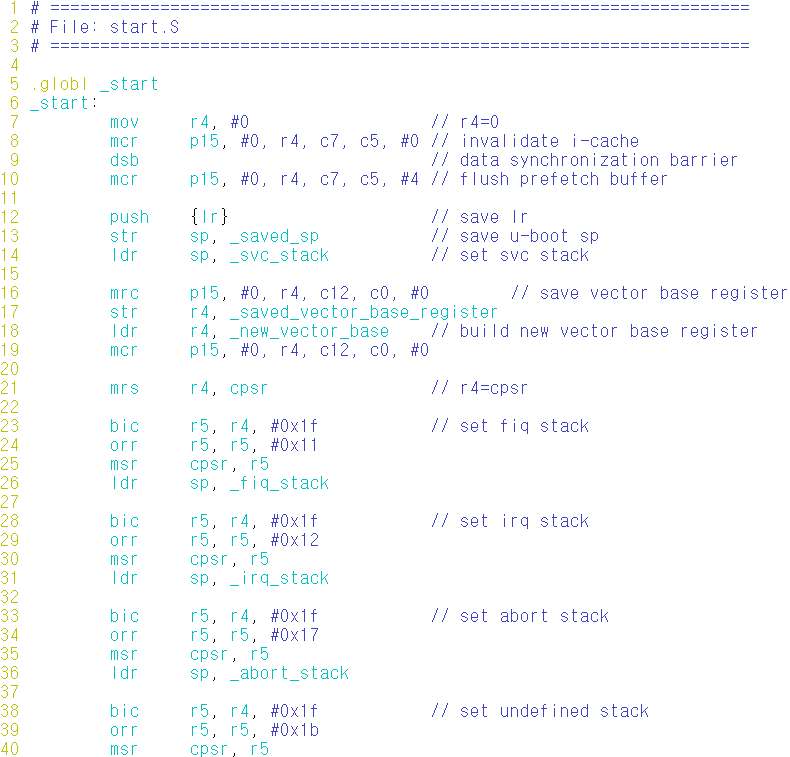 1 # ======================================================================
2 # File: start.S
3 # ======================================================================
4
5 .globl _start
6 _start:
7         mov     r4, #0                  // r4=0
8         mcr     p15, #0, r4, c7, c5, #0 // invalidate i-cache
9         dsb                             // data synchronization barrier
10         mcr     p15, #0, r4, c7, c5, #4 // flush prefetch buffer
11
12         push    {lr}                    // save lr
13         str     sp, _saved_sp           // save u-boot sp
14         ldr     sp, _svc_stack          // set svc stack
15
16         mrc     p15, #0, r4, c12, c0, #0        // save vector base register
17         str     r4, _saved_vector_base_register
18         ldr     r4, _new_vector_base    // build new vector base register
19         mcr     p15, #0, r4, c12, c0, #0
20
21         mrs     r4, cpsr                // r4=cpsr
22
23         bic     r5, r4, #0x1f           // set fiq stack
24         orr     r5, r5, #0x11
25         msr     cpsr, r5
26         ldr     sp, _fiq_stack
27
28         bic     r5, r4, #0x1f           // set irq stack
29         orr     r5, r5, #0x12
30         msr     cpsr, r5
31         ldr     sp, _irq_stack
32
33         bic     r5, r4, #0x1f           // set abort stack
34         orr     r5, r5, #0x17
35         msr     cpsr, r5
36         ldr     sp, _abort_stack
37
38         bic     r5, r4, #0x1f           // set undefined stack
39         orr     r5, r5, #0x1b
40         msr     cpsr, r5